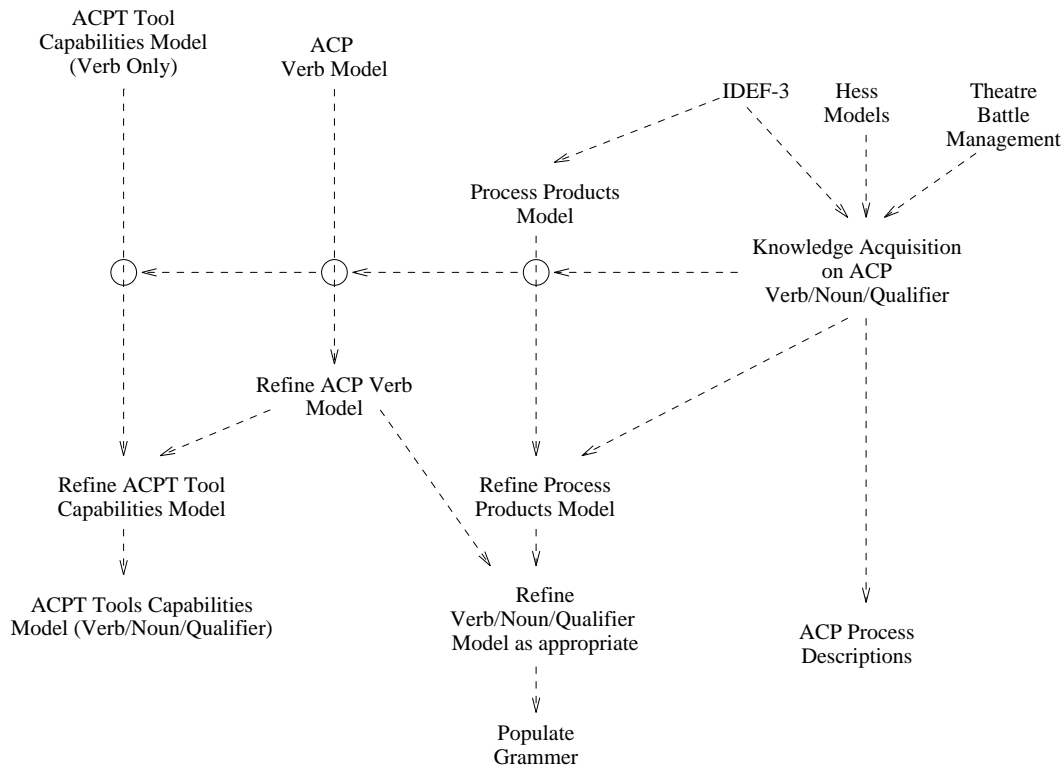 ACPT Tool
Capabilities Model
(Verb Only)
ACP
Verb Model
IDEF-3
Hess
Models
Theatre
Battle
Management
Process Products
Model
Knowledge Acquisition
on ACP
Verb/Noun/Qualifier
Refine ACP Verb
Model
Refine ACPT Tool
Capabilities Model
Refine Process
Products Model
ACPT Tools Capabilities
Model (Verb/Noun/Qualifier)
Refine
Verb/Noun/Qualifier
Model as appropriate
ACP Process
Descriptions
Populate
Grammer